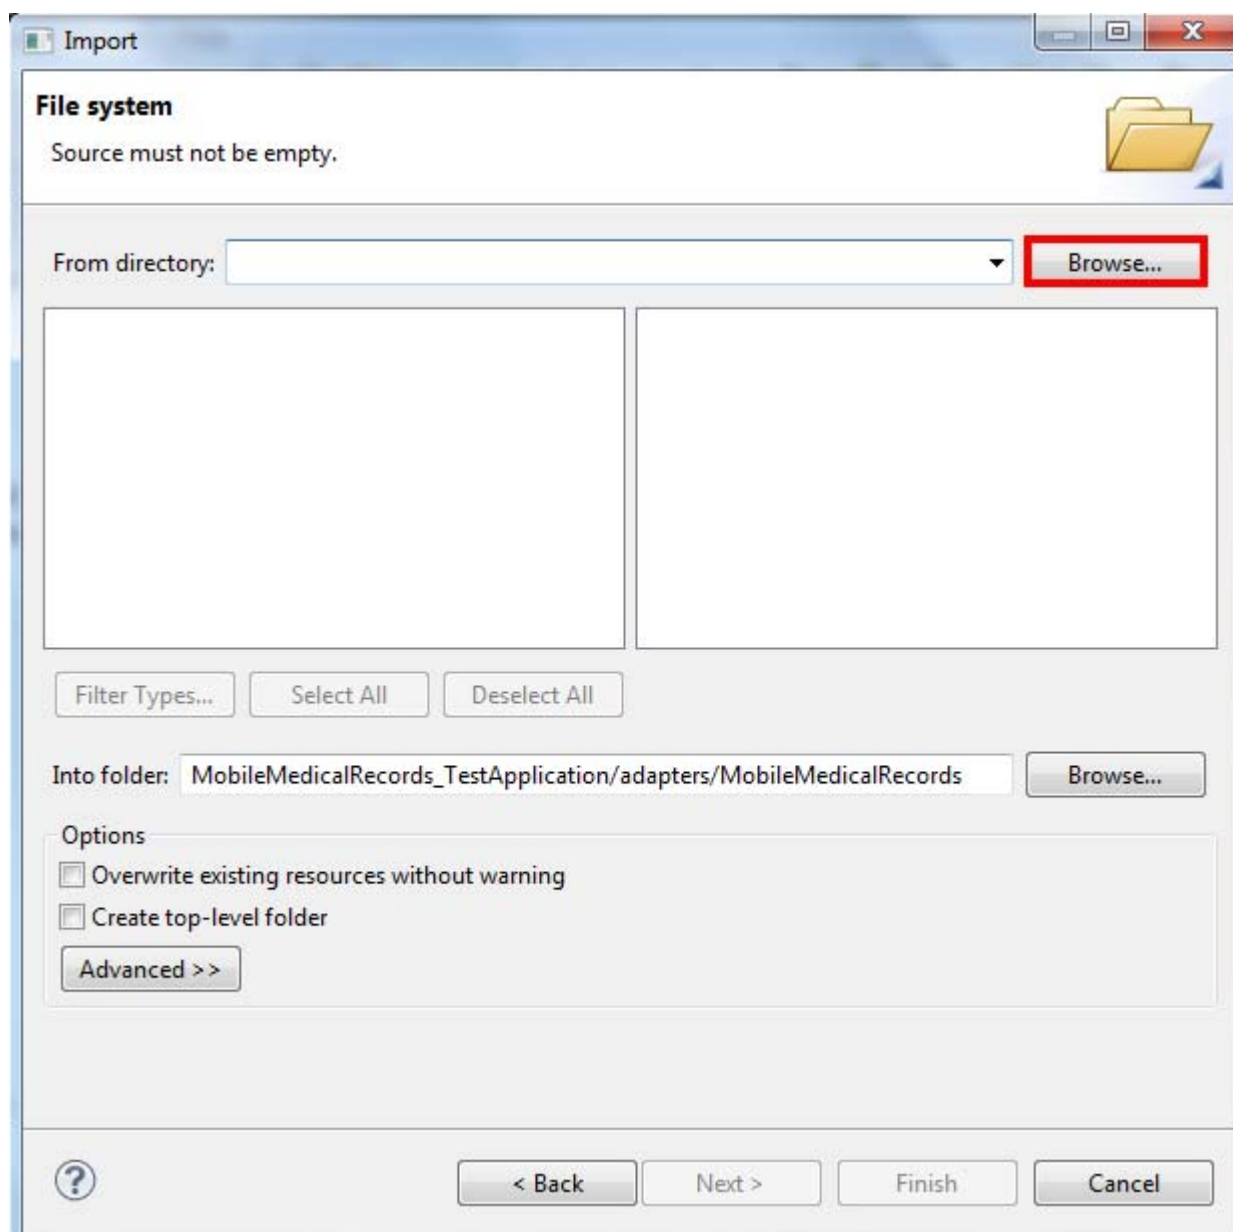 Import
File system
Source must not be empty.
From directory:
Browse...
Filter Types...
Select All
Deselect All
Into folder:
MobileMedicalRecords_TestApplication/adapters/MobileMedicalRecords
Browse...
Options
Overwrite existing resources without warning
Create top-level folder
Advanced >>
?
< Back
Next >
Finish
Cancel